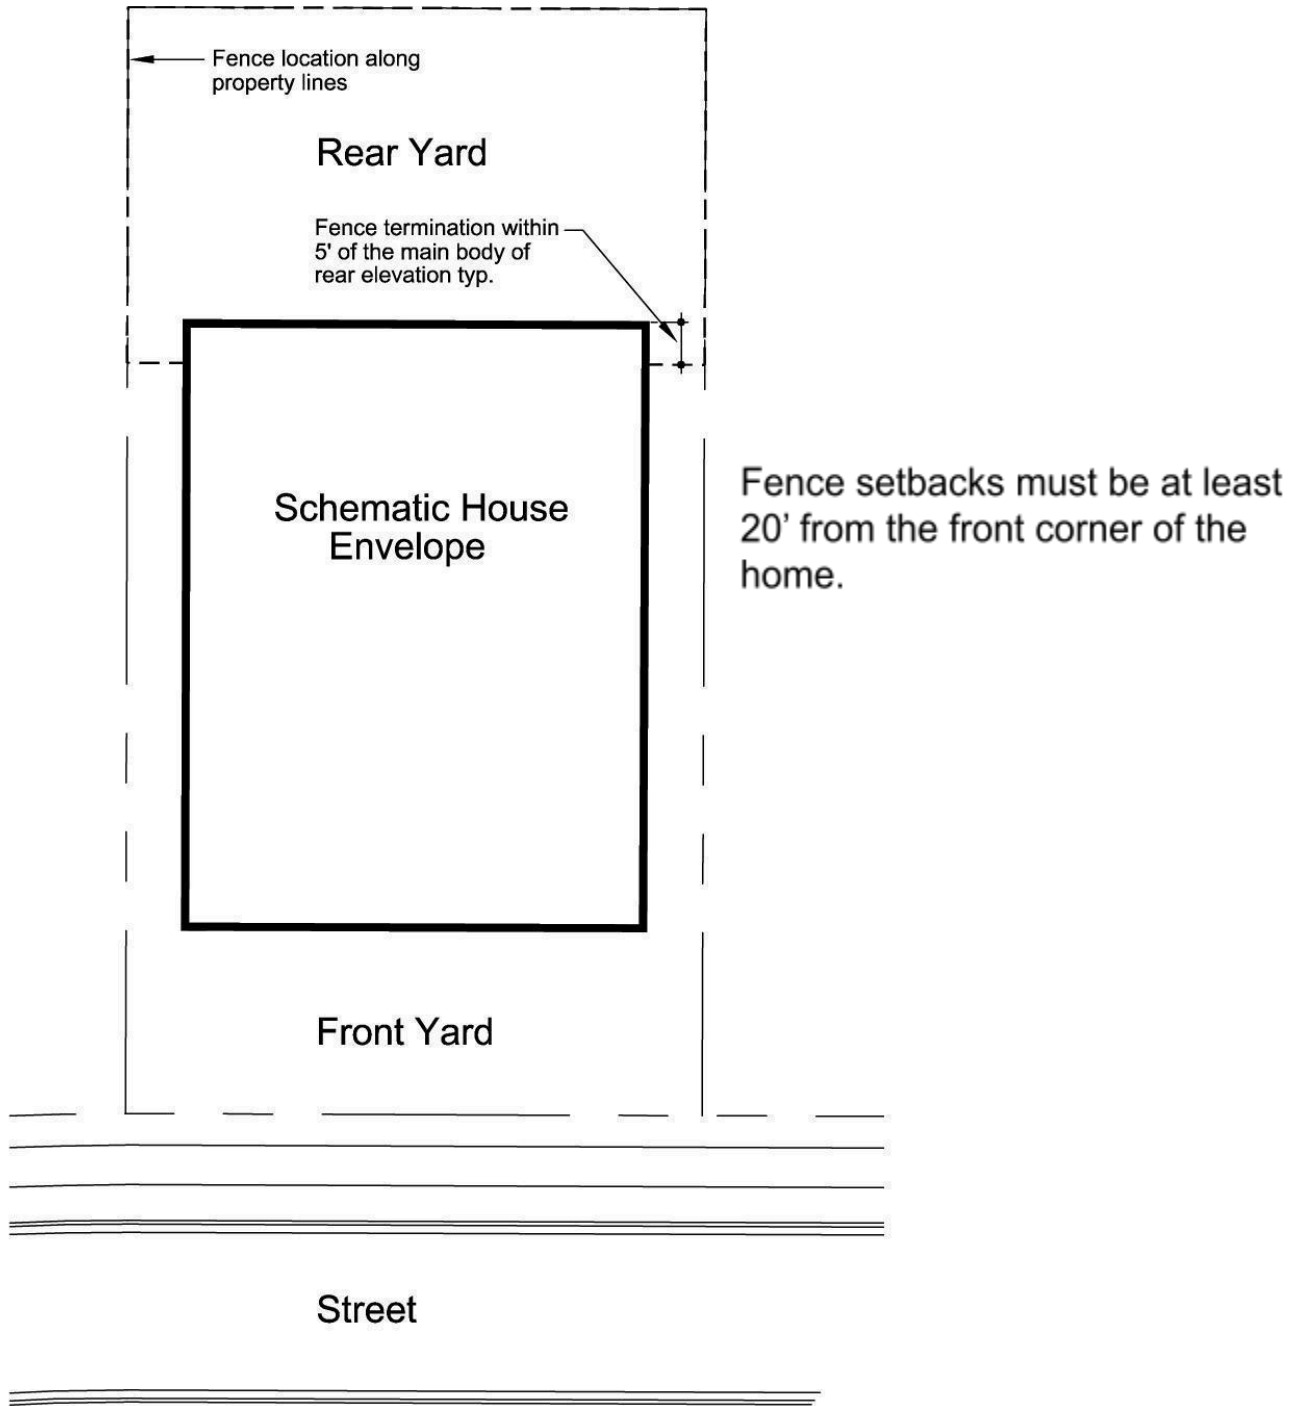 Fence location along
property lines
Rear Yard
Fence termination within
5' of the main body of
rear elevation typ.
Schematic House
Envelope
Fence setbacks must be at least
20’ from the front corner of the
home.
Front Yard
Street